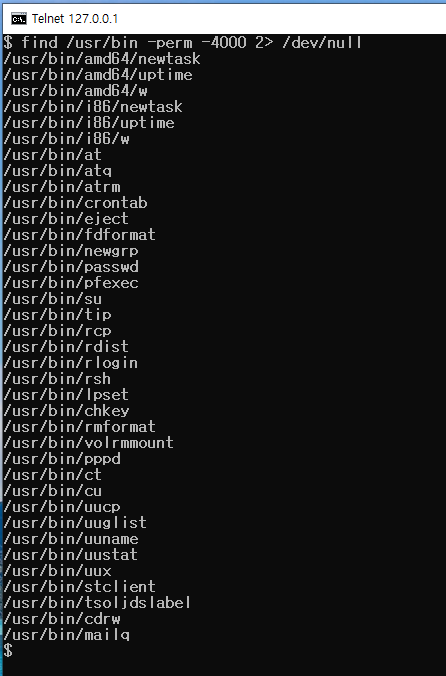 Telnet 127.0.0.1
$ find /usr/bin -perm -4000 2> /dev/null
/usr/bin/amd64/newtask
/usr/bin/amd64/uptime
/usr/bin/amd64/w
/usr/bin/i86/newtask
/usr/bin/i86/uptime
/usr/bin/i86/w
/usr/bin/at
/usr/bin/atq
/usr/bin/atrm
/usr/bin/crontab
/usr/bin/eject
/usr/bin/fdformat
/usr/bin/newgrp
/usr/bin/passwd
/usr/bin/pfexec
/usr/bin/su
/usr/bin/tip
/usr/bin/rcp
/usr/bin/rdist
/usr/bin/rlogin
/usr/bin/rsh
/usr/bin/lpset
/usr/bin/chkey
/usr/bin/rmformat
/usr/bin/volrmmount
/usr/bin/pppd
/usr/bin/ct
/usr/bin/cu
/usr/bin/uucp
/usr/bin/uuglist
/usr/bin/uuname
/usr/bin/uustat
/usr/bin/uux
/usr/bin/stclient
/usr/bin/tsoljdslabel
/usr/bin/cdrw
/usr/bin/mailq
$